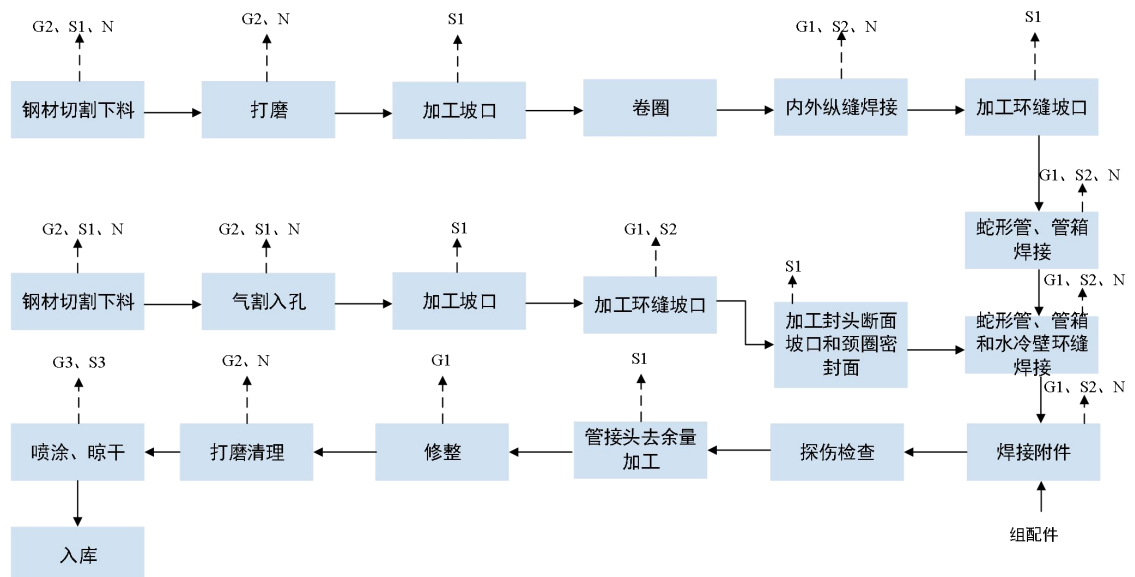 G2、S1、N
G2、N
S1
G1、S2、N
S1
钢材切割下料
打磨
加工坡口
卷圈
内外纵缝焊接
加工环缝坡口
G1、S2、N
蛇形管、管箱
焊接
G2、S1、N
G2、S1、N
S1
G1、S2
S1
G1、S2、N
钢材切割下料
气割入孔
加工坡口
加工环缝坡口
加工封头断面
坡口和颈圈密
封面
蛇形管、管箱
和水冷壁环缝
焊接
G3、S3
G2、N
G1
S1
G1、S2、N
喷涂、晾干
打磨清理
修整
管接头去余量
加工
探伤检查
焊接附件
入库
组配件